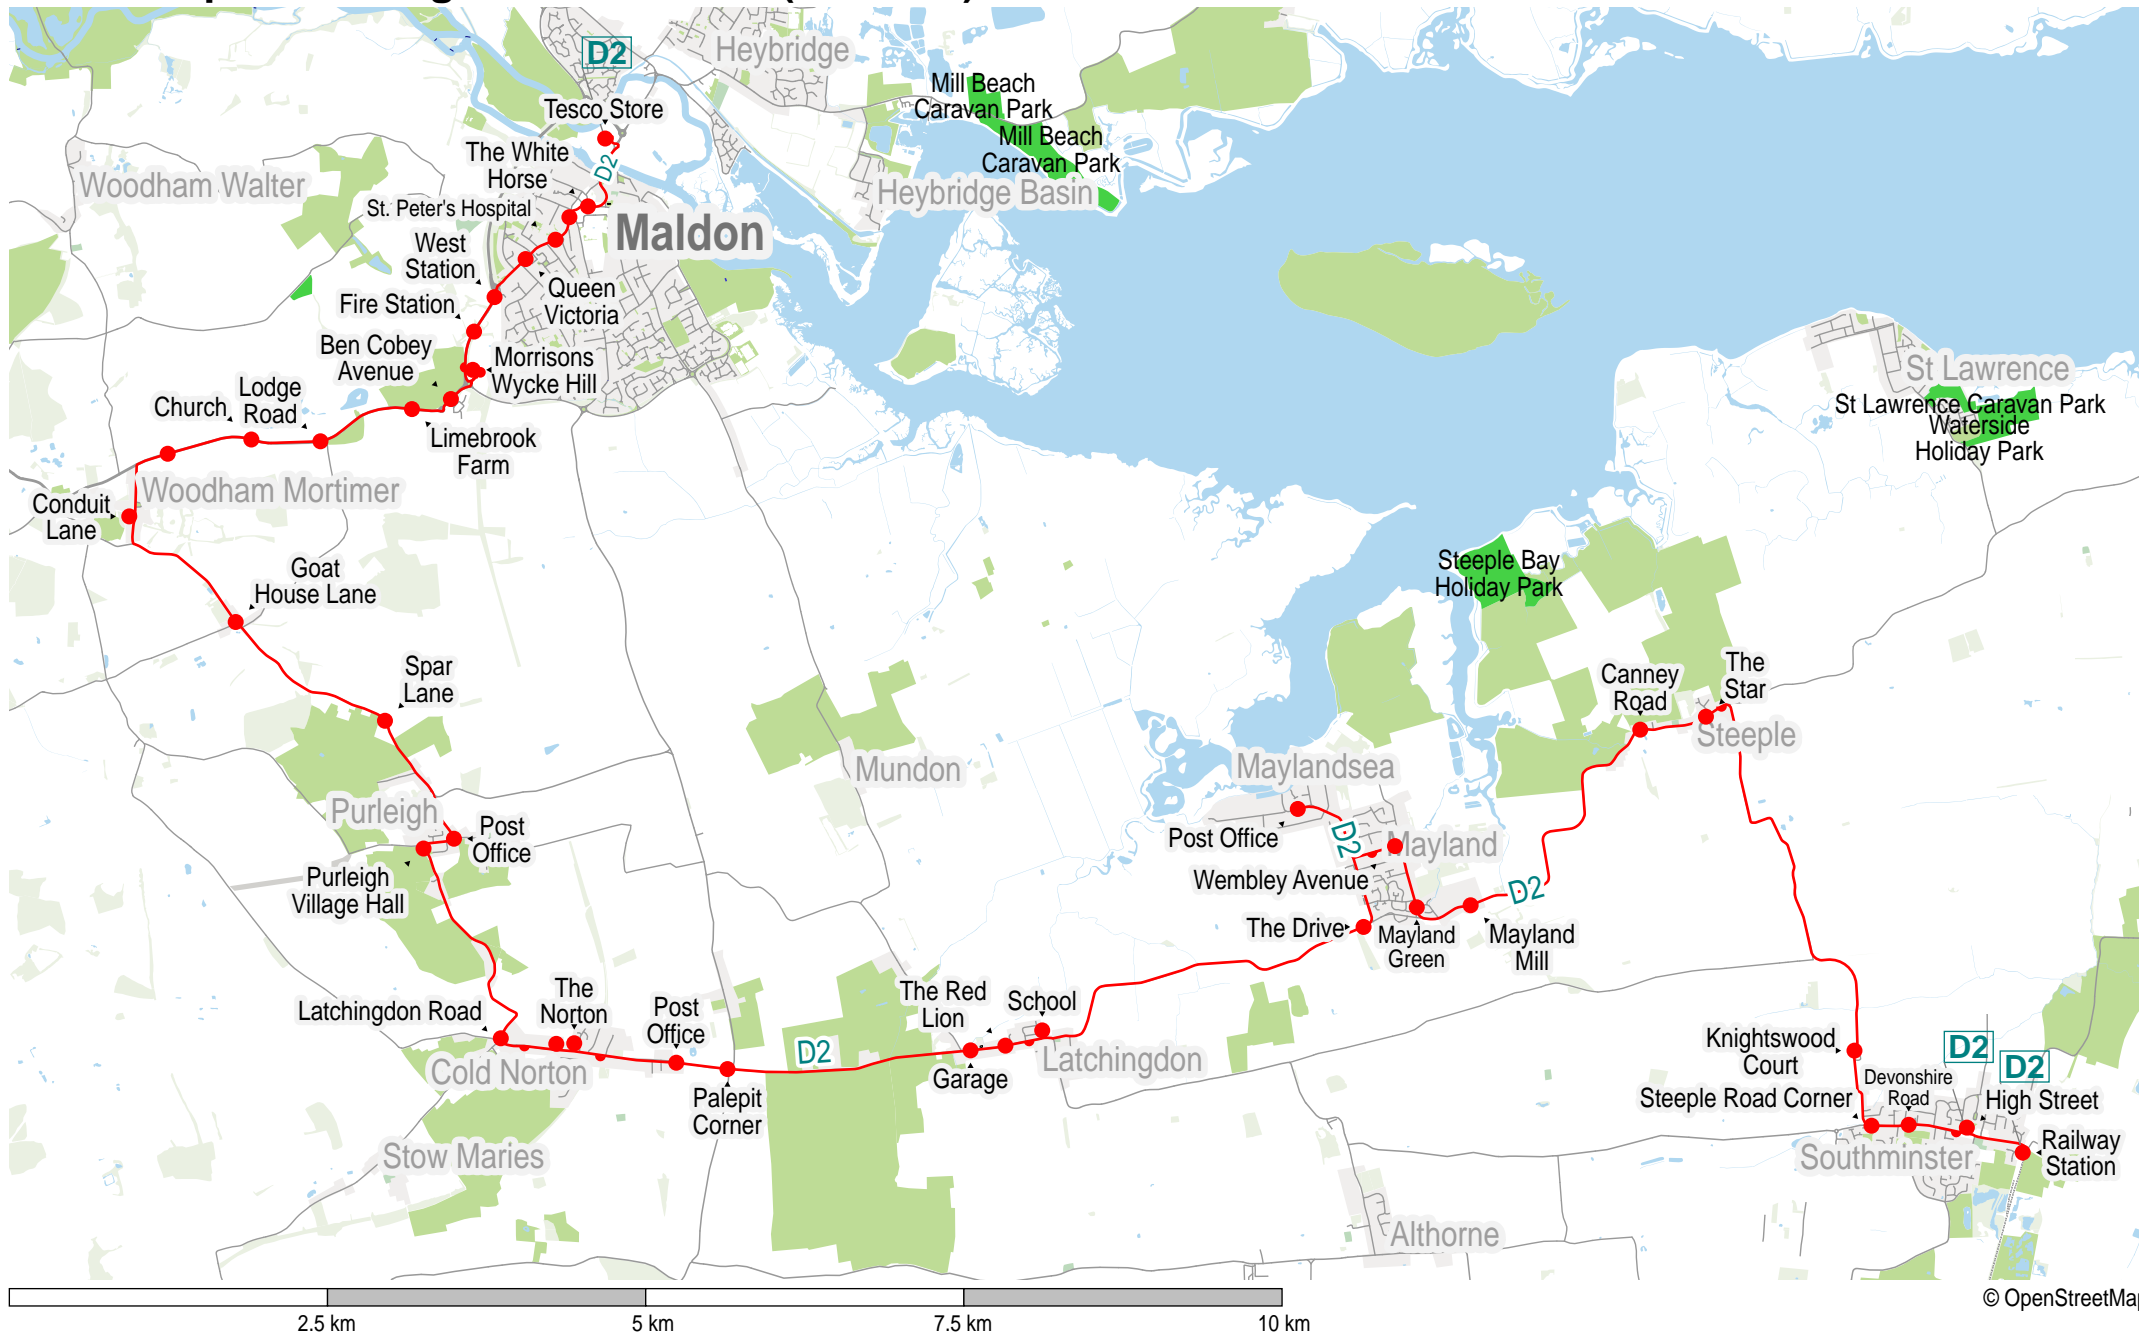 D2
Heybridge
Mill Beach
Caravan Park
Tesco Store
Mill Beach
Caravan Park
The White
Horse
D2
Woodham Walter
Heybridge Basin
St. Peter's Hospital
Maldon
West
Station
Queen
Victoria
Fire Station
Ben Cobey
Avenue
Morrisons
Wycke Hill
St Lawrence
St Lawrence Caravan Park
Waterside
Holiday Park
Lodge
Road
Church
Limebrook
Farm
Woodham Mortimer
Conduit
Lane
Goat
House Lane
Steeple Bay
Holiday Park
Spar
Lane
Canney
Road
The
Star
Steeple
Mundon
Maylandsea
Purleigh
Post
Office
Post Office
D2
Mayland
Purleigh
Village Hall
Wembley Avenue
D2
The Drive
Mayland
Green
Mayland
Mill
The
Norton
Latchingdon Road
Post
Office
The Red
Lion
School
D2
Cold Norton
Garage
Latchingdon
Palepit
Corner
Knightswood
Court
D2
D2
Devonshire
Road
Steeple Road Corner
High Street
Railway
Station
Southminster
Stow Maries
Althorne
2.5 km
5 km
7.5 km
10 km
© OpenStreetMap